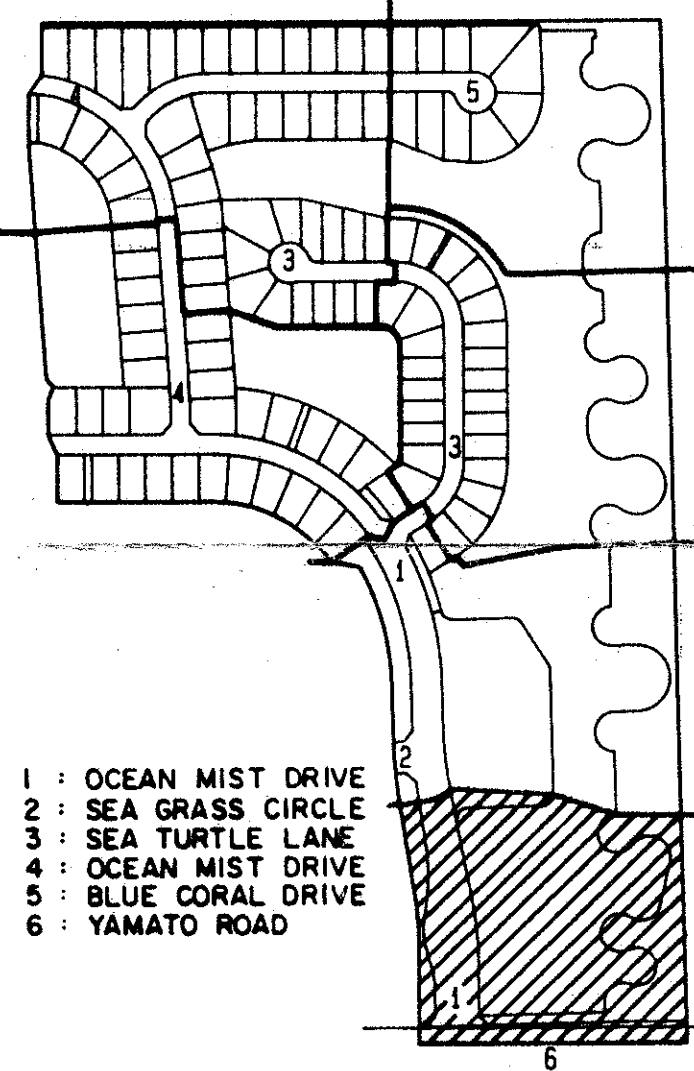 4
5
3
4
3
1
2
1 : OCEAN MIST DRIVE
2 : SEA GRASS CIRCLE
3 : SEA TURTLE LANE
4 : OCEAN MIST DRIVE
5 : BLUE CORAL DRIVE
6 : YAMATO ROAD
1
6